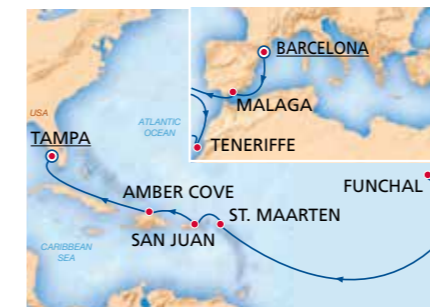 BARCELONA
USA
MALAGA
ATLANTIC
OCEAN
TAMPA
TENERIFFE
AMBER COVE
FUNCHAL
ST. MAARTEN
SAN JUAN
CARIBBEAN
SEA